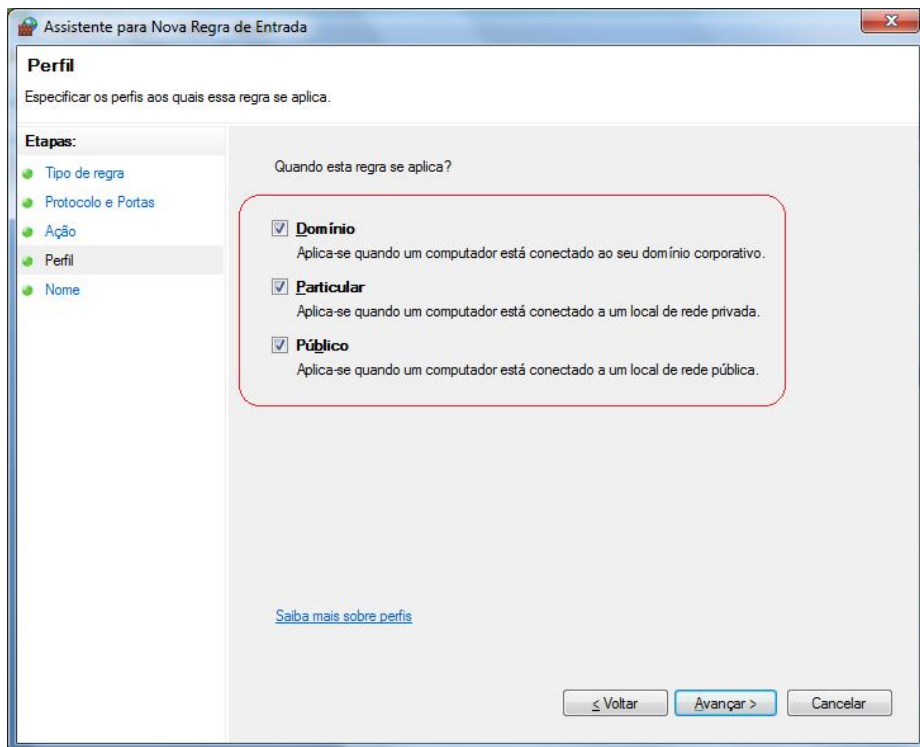 Assistente para Nova Regra de Entrada
Perfil
Especificar os perfis aos quais essa regra se aplica.
Etapas:
Tipo de regra
Protocolo e Portas
Ação
Perfil
Nome
Quando esta regra se aplica?
Domínio
Aplica-se quando um computador está conectado ao seu domínio corporativo.
Particular
Aplica-se quando um computador está conectado a um local de rede privada.
Público
Aplica-se quando um computador está conectado a um local de rede pública.
Saiba mais sobre perfis
< Voltar
Avançar >
Cancelar